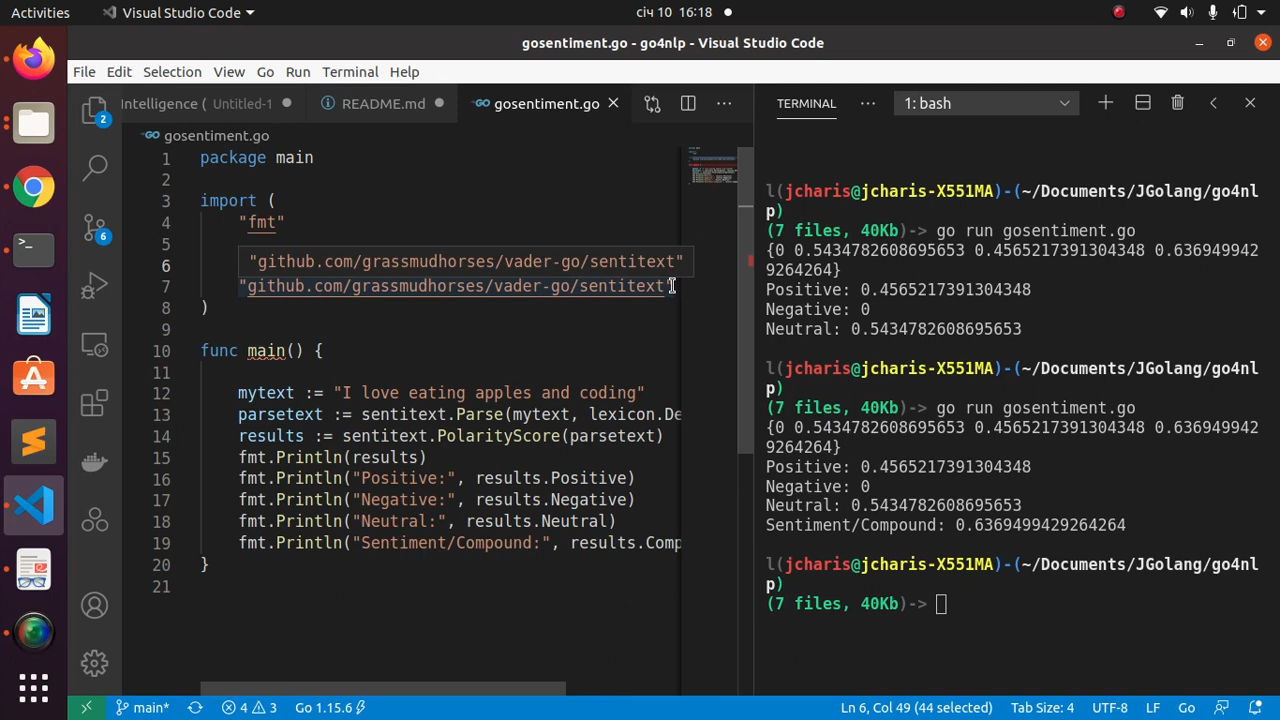 Activities
Visual Studio Code
січ 10 16:18
gosentiment.go - go4nlp - Visual Studio Code
File Edit Selection View Go Run Terminal Help
Intelligence ( Untitled-1
README.md
gosentiment.go
TERMINAL
1: bash
gosentiment.go
1 package main
2
3 import (
4 "fmt"
5
"github.com/grassmudhorses/vader-go/sentitext"
6
7 "github.com/grassmudhorses/vader-go/sentitext"
8 )
9
10 func main() {
11
12 mytext := "I love eating apples and coding"
13 parsetext := sentitext.Parse(mytext, lexicon.De
14 results := sentitext.PolarityScore(parsetext)
15 fmt.Println(results)
16 fmt.Println("Positive:", results.Positive)
17 fmt.Println("Negative:", results.Negative)
18 fmt.Println("Neutral:", results.Neutral)
19 fmt.Println("Sentiment/Compound:", results.Comp
20 }
21
l(jcharis@jcharis-X551MA)-(~/Documents/JGolang/go4nl
p)
(7 files, 40Kb)-> go run gosentiment.go
{0 0.5434782608695653 0.4565217391304348 0.636949942
9264264}
Positive: 0.4565217391304348
Negative: 0
Neutral: 0.5434782608695653
l(jcharis@jcharis-X551MA)-(~/Documents/JGolang/go4nl
p)
(7 files, 40Kb)-> go run gosentiment.go
{0 0.5434782608695653 0.4565217391304348 0.636949942
9264264}
Positive: 0.4565217391304348
Negative: 0
Neutral: 0.5434782608695653
Sentiment/Compound: 0.6369499429264264
l(jcharis@jcharis-X551MA)-(~/Documents/JGolang/go4nl
p)
(7 files, 40Kb)->
2
6
main*
4 3
Go 1.15.6
Ln 6, Col 49 (44 selected)
Tab Size: 4
UTF-8
LF
Go